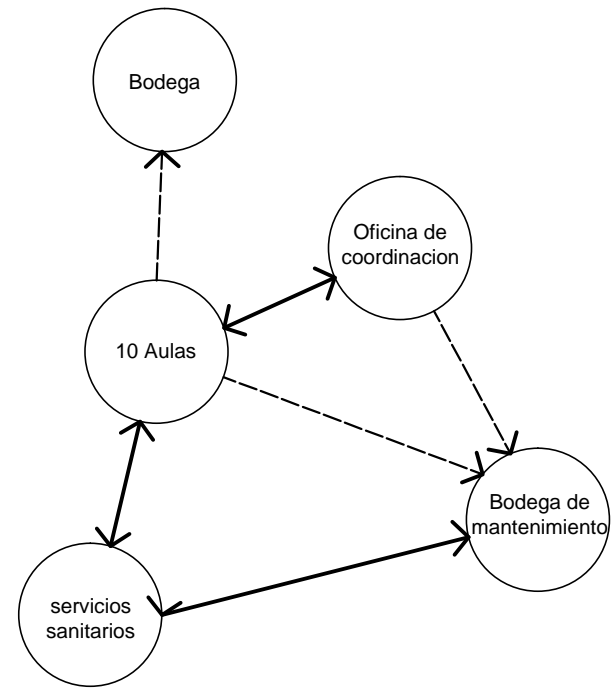 Bodega
Oficina de
coordinacion
10 Aulas
Bodega de
mantenimiento
servicios
sanitarios